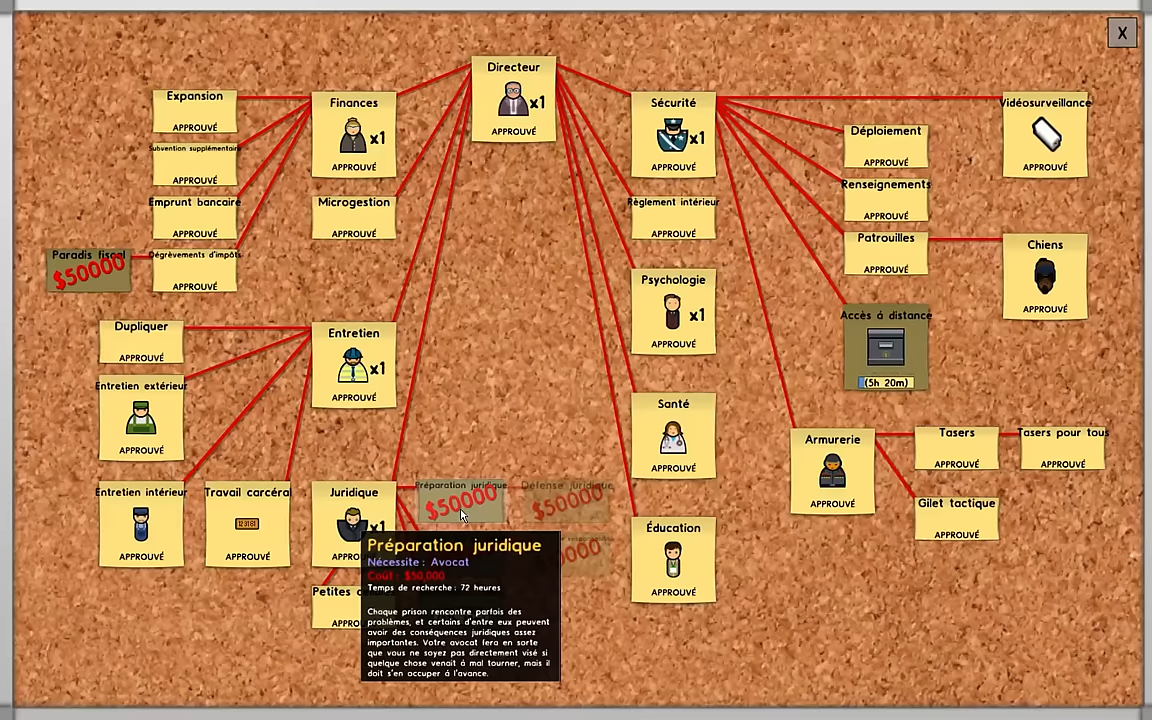 X
Directeur
x1
APPROUVÉ
Expansion
APPROUVÉ
Finances
x1
APPROUVÉ
Sécurité
x1
APPROUVÉ
Vidéosurveillance
APPROUVÉ
Déploiement
APPROUVÉ
Subvention supplémentaire
APPROUVÉ
Renseignements
APPROUVÉ
Emprunt bancaire
APPROUVÉ
Microgestion
APPROUVÉ
Règlement intérieur
APPROUVÉ
Patrouilles
APPROUVÉ
Chiens
APPROUVÉ
Paradis fiscal
$50000
Dégrèvements d'impôts
APPROUVÉ
Psychologie
x1
APPROUVÉ
Accès à distance
(5h 20m)
Dupliquer
APPROUVÉ
Entretien
x1
APPROUVÉ
Entretien extérieur
APPROUVÉ
Santé
APPROUVÉ
Armurerie
APPROUVÉ
Tasers
APPROUVÉ
Tasers pour tous
APPROUVÉ
Entretien intérieur
APPROUVÉ
Travail carcéral
APPROUVÉ
Juridique
x1
APPROUVÉ
Préparation juridique
$50000
Défense juridique
$50000
Gilet tactique
APPROUVÉ
Éducation
APPROUVÉ
Petites
Préparation juridique
Nécessite : Avocat
Coût : $50,000
Temps de recherche : 72 heures
Chaque prison rencontre parfois des
problèmes, et certains d'entre eux peuvent
avoir des conséquences juridiques assez
importantes. Votre avocat fera en sorte
que vous ne soyez pas directement visé si
quelque chose venait à mal tourner, mais il
doit s'en occuper à l'avance.